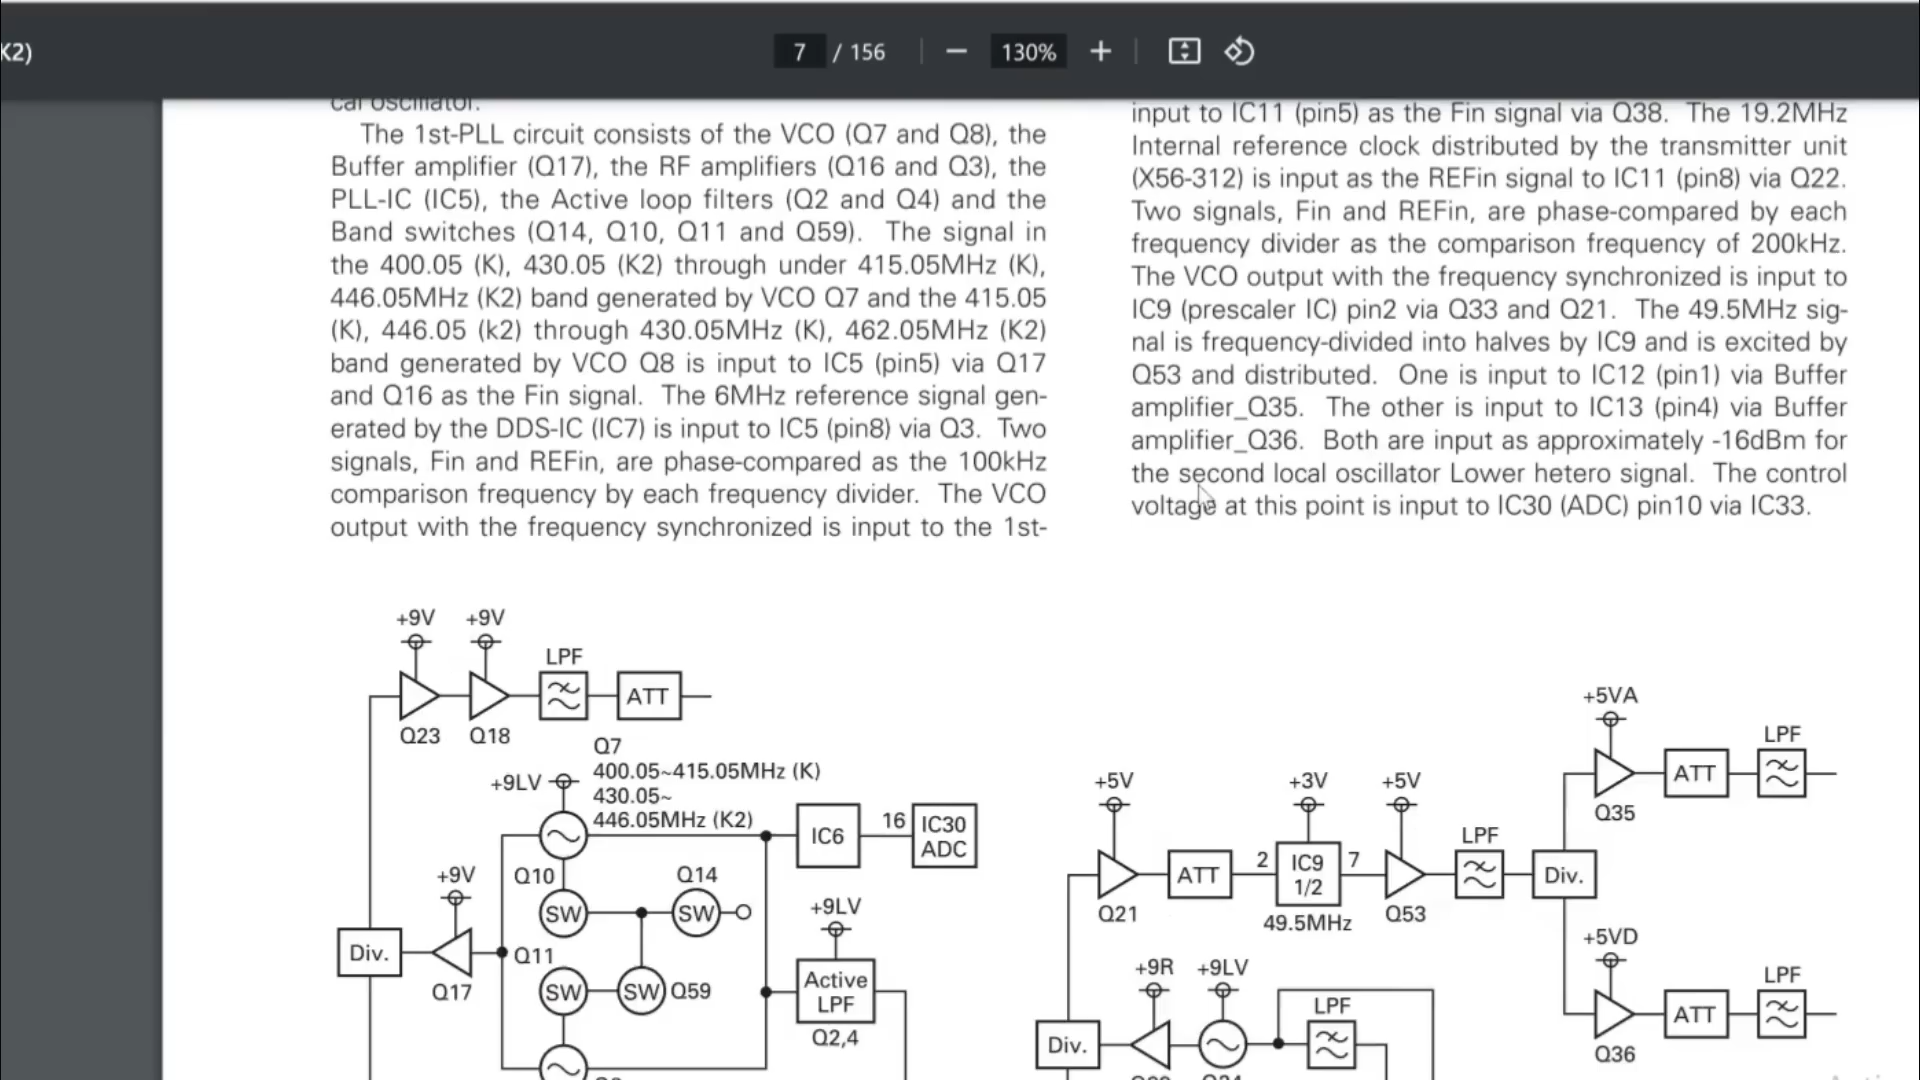 K2)
7 / 156
130%
cal oscillator.
The 1st-PLL circuit consists of the VCO (Q7 and Q8), the
Buffer amplifier (Q17), the RF amplifiers (Q16 and Q3), the
PLL-IC (IC5), the Active loop filters (Q2 and Q4) and the
Band switches (Q14, Q10, Q11 and Q59). The signal in
the 400.05 (K), 430.05 (K2) through under 415.05MHz (K),
446.05MHz (K2) band generated by VCO Q7 and the 415.05
(K), 446.05 (k2) through 430.05MHz (K), 462.05MHz (K2)
band generated by VCO Q8 is input to IC5 (pin5) via Q17
and Q16 as the Fin signal. The 6MHz reference signal gen-
erated by the DDS-IC (IC7) is input to IC5 (pin8) via Q3. Two
signals, Fin and REFin, are phase-compared as the 100kHz
comparison frequency by each frequency divider. The VCO
output with the frequency synchronized is input to the 1st-
input to IC11 (pin5) as the Fin signal via Q38. The 19.2MHz
Internal reference clock distributed by the transmitter unit
(X56-312) is input as the REFin signal to IC11 (pin8) via Q22.
Two signals, Fin and REFin, are phase-compared by each
frequency divider as the comparison frequency of 200kHz.
The VCO output with the frequency synchronized is input to
IC9 (prescaler IC) pin2 via Q33 and Q21. The 49.5MHz sig-
nal is frequency-divided into halves by IC9 and is excited by
Q53 and distributed. One is input to IC12 (pin1) via Buffer
amplifier_Q35. The other is input to IC13 (pin4) via Buffer
amplifier_Q36. Both are input as approximately -16dBm for
the second local oscillator Lower hetero signal. The control
voltage at this point is input to IC30 (ADC) pin10 via IC33.
+9V +9V
LPF
ATT
Q23 Q18
Q7
400.05~415.05MHz (K)
430.05~
446.05MHz (K2)
+9LV
IC6
16
IC30
ADC
+9V
Q10
Q14
SW
SW
+9LV
Div.
Q11
Q17
SW
SW
Q59
Active
LPF
Q2,4
+5VA
LPF
ATT
Q35
+5V
+3V
+5V
LPF
ATT
2
IC9
1/2
7
Div.
Q21
49.5MHz
Q53
+5VD
LPF
ATT
Q36
+9R
+9LV
LPF
Div.